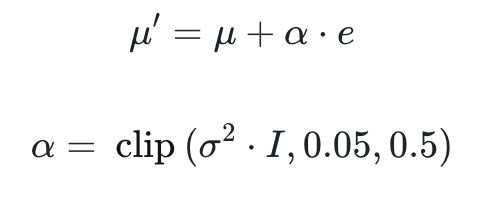 μ′ = μ + α · e
α = clip (σ² · I, 0.05, 0.5)